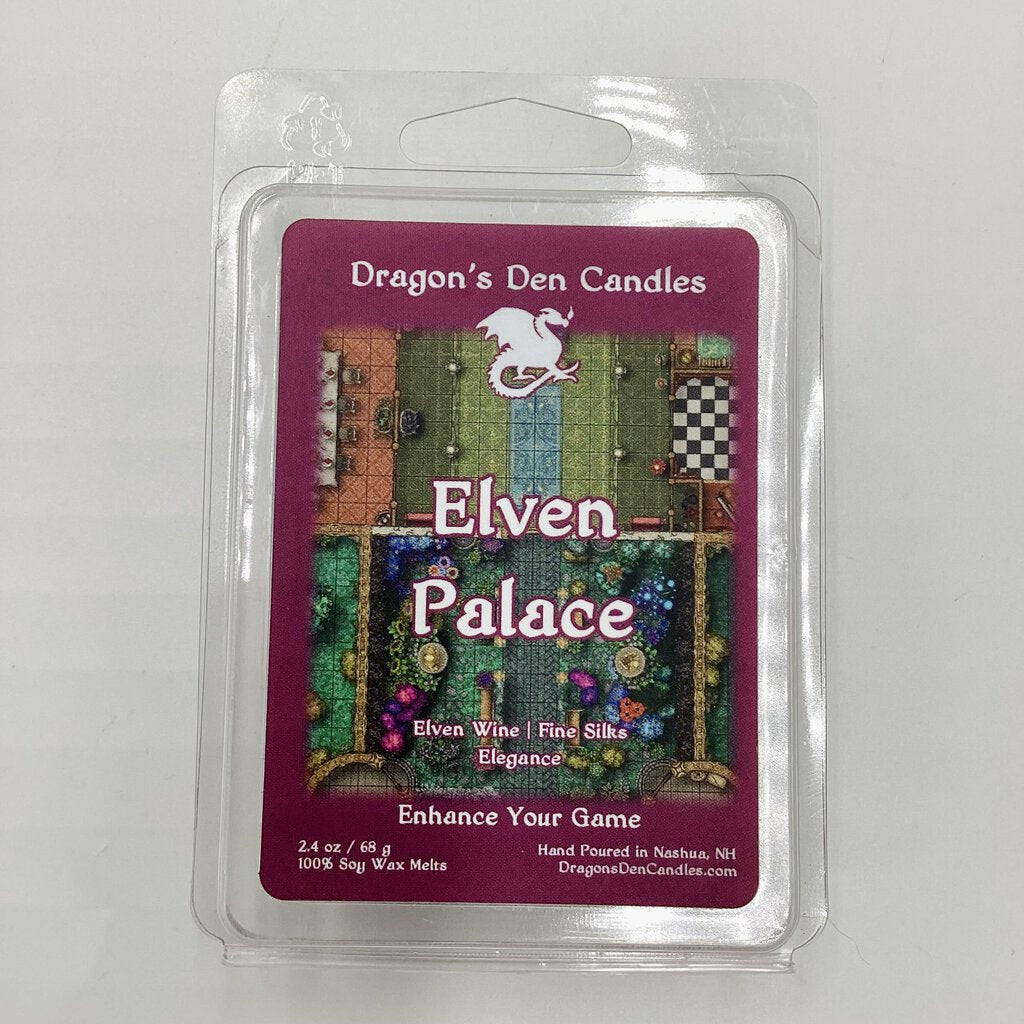 Dragon's Den Candles
Elven
Palace
Elven Wine | Fine Silks
Elegance
Enhance Your Game
2.4 oz / 68 g
100% Soy Wax Melts
Hand Poured in Nashua, NH
DragonsDenCandles.com